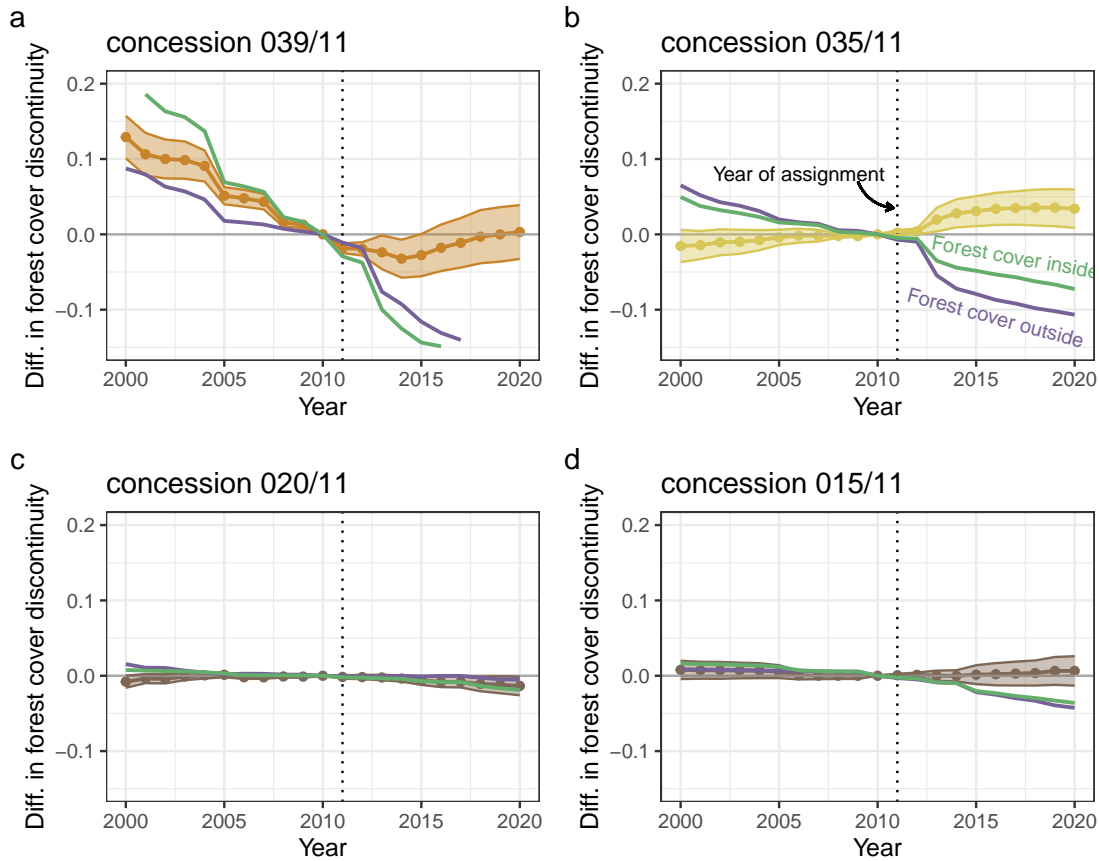 a
concession 039/11
Diff. in forest cover discontinuity
0.2
0.1
0.0
−0.1
2000 2005 2010 2015 2020
Year
b
concession 035/11
Diff. in forest cover discontinuity
0.2
0.1
0.0
−0.1
Year of assignment
Forest cover inside
Forest cover outside
2000 2005 2010 2015 2020
Year
c
concession 020/11
Diff. in forest cover discontinuity
0.2
0.1
0.0
−0.1
2000 2005 2010 2015 2020
Year
d
concession 015/11
Diff. in forest cover discontinuity
0.2
0.1
0.0
−0.1
2000 2005 2010 2015 2020
Year